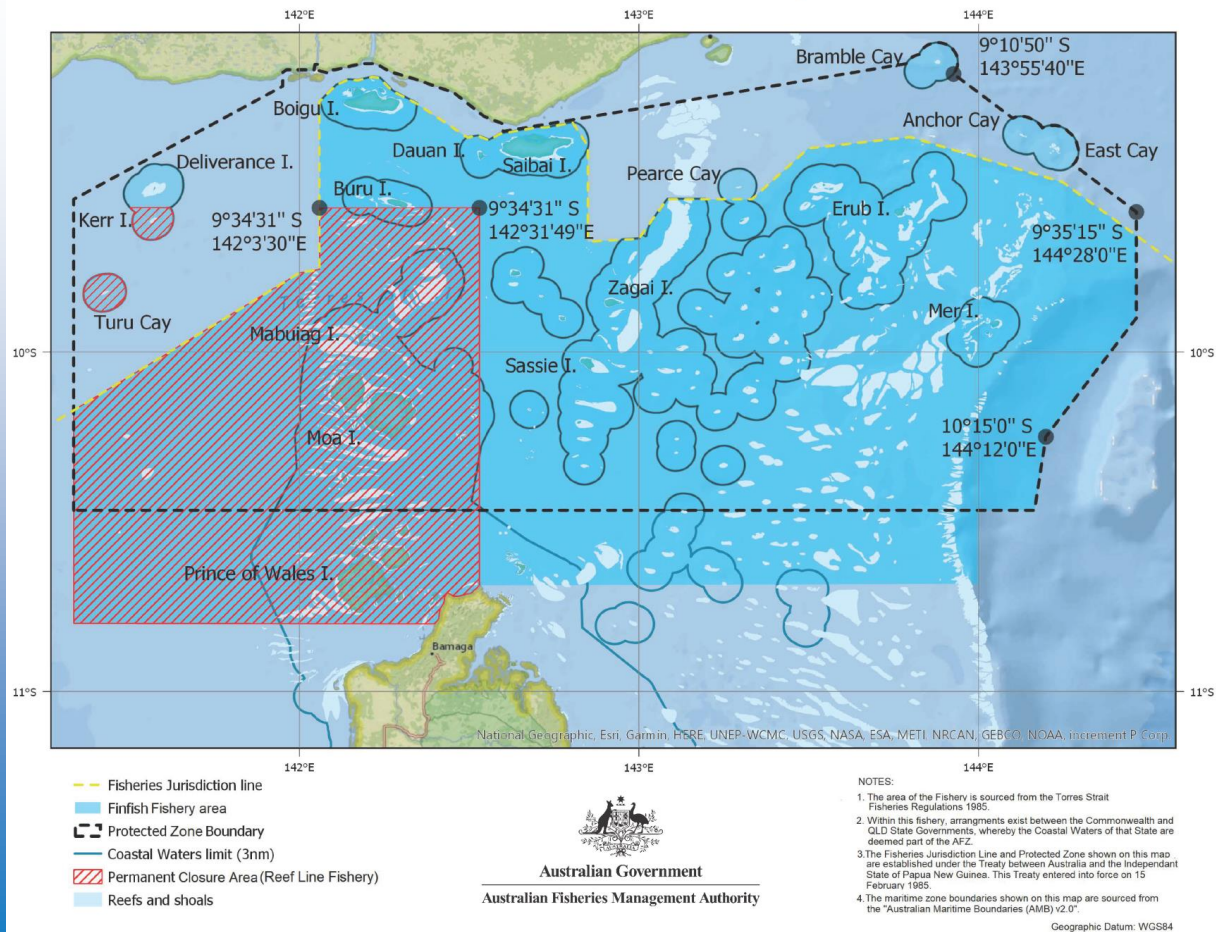 142°E
143°E
144°E
Bramble Cay
9°10'50" S
143°55'40"E
Boigu I.
Anchor Cay
East Cay
Dauan I.
Saibai I.
Deliverance I.
Pearce Cay
Buru I.
Erub I.
Kerr I.
9°34'31" S
142°3'30"E
9°34'31" S
142°31'49"E
9°35'15" S
144°28'0"E
Zagai I.
Turu Cay
Mabuiag I.
Mer I.
10°S
10°S
Sassie I.
10°15'0" S
144°12'0"E
Moa I.
Prince of Wales I.
Bamaga
11°S
11°S
National Geographic, Esri, Garmin, HERE, UNEP-WCMC, USGS, NASA, ESA, METI, NRCAN, GEBCO, NOAA, increment P Corp
142°E
143°E
144°E
Fisheries Jurisdiction line
Finfish Fishery area
Protected Zone Boundary
Coastal Waters limit (3nm)
Permanent Closure Area (Reef Line Fishery)
Reefs and shoals
Australian Government
Australian Fisheries Management Authority
NOTES:
1. The area of the Fishery is sourced from the Torres Strait
Fisheries Regulations 1985.
2. Within this fishery, arrangments exist between the Commonwealth and
QLD State Governments, whereby the Coastal Waters of that State are
deemed part of the AFZ.
3.The Fisheries Jurisdiction Line and Protected Zone shown on this map
are established under the Treaty between Australia and the Independant
State of Papua New Guinea. This Treaty entered into force on 15
February 1985.
4.The maritime zone boundaries shown on this map are sourced from
the "Australian Maritime Boundaries (AMB) v2.0".
Geographic Datum: WGS84